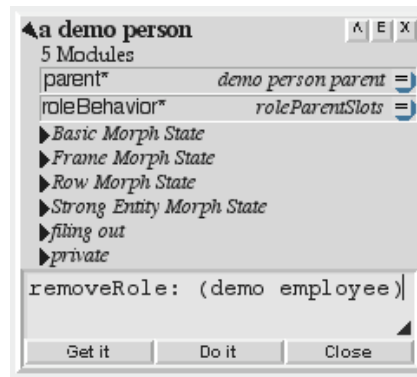 a demo person
A E X
5 Modules
parent* demo person parent =
roleBehavior* roleParentSlots =
Basic Morph State
Frame Morph State
Row Morph State
Strong Entity Morph State
filing out
private
removeRole: (demo employee)
Get it Do it Close